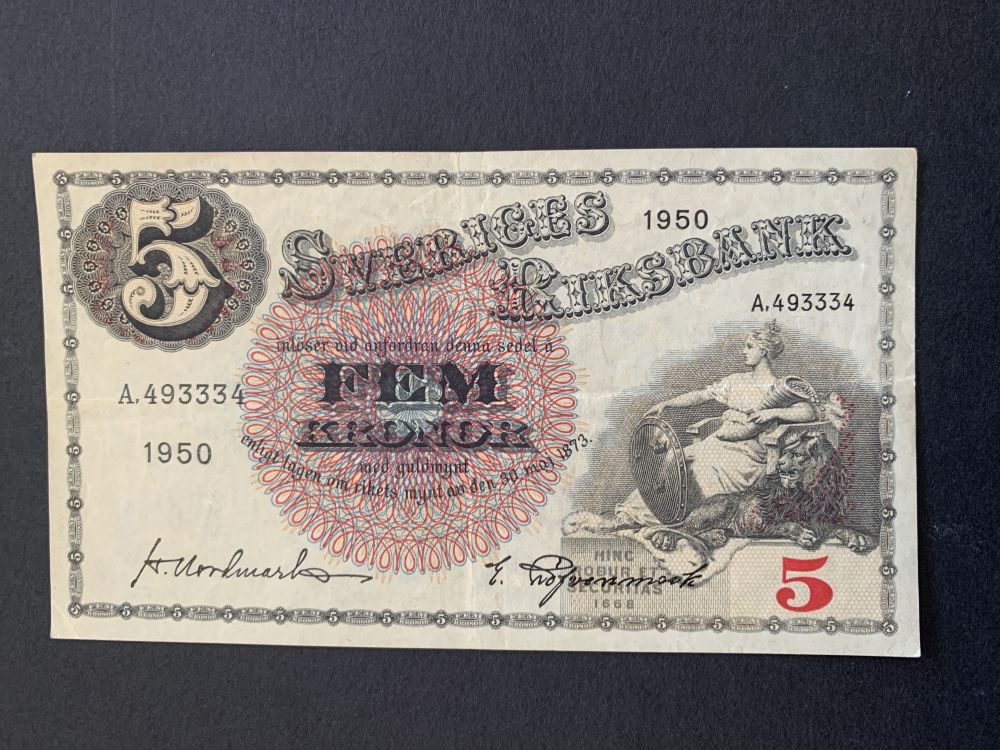 5
SVERIGES
RIKSBANK
1950
A,493334
inlöser vid anfordran denna sedel å
FEM
KRONOR
med guldmynt
enligt lagen om rikets mynt av den 30 maj 1873.
A,493334
1950
HINC
ROBUR ET
SECURITAS
1668
5